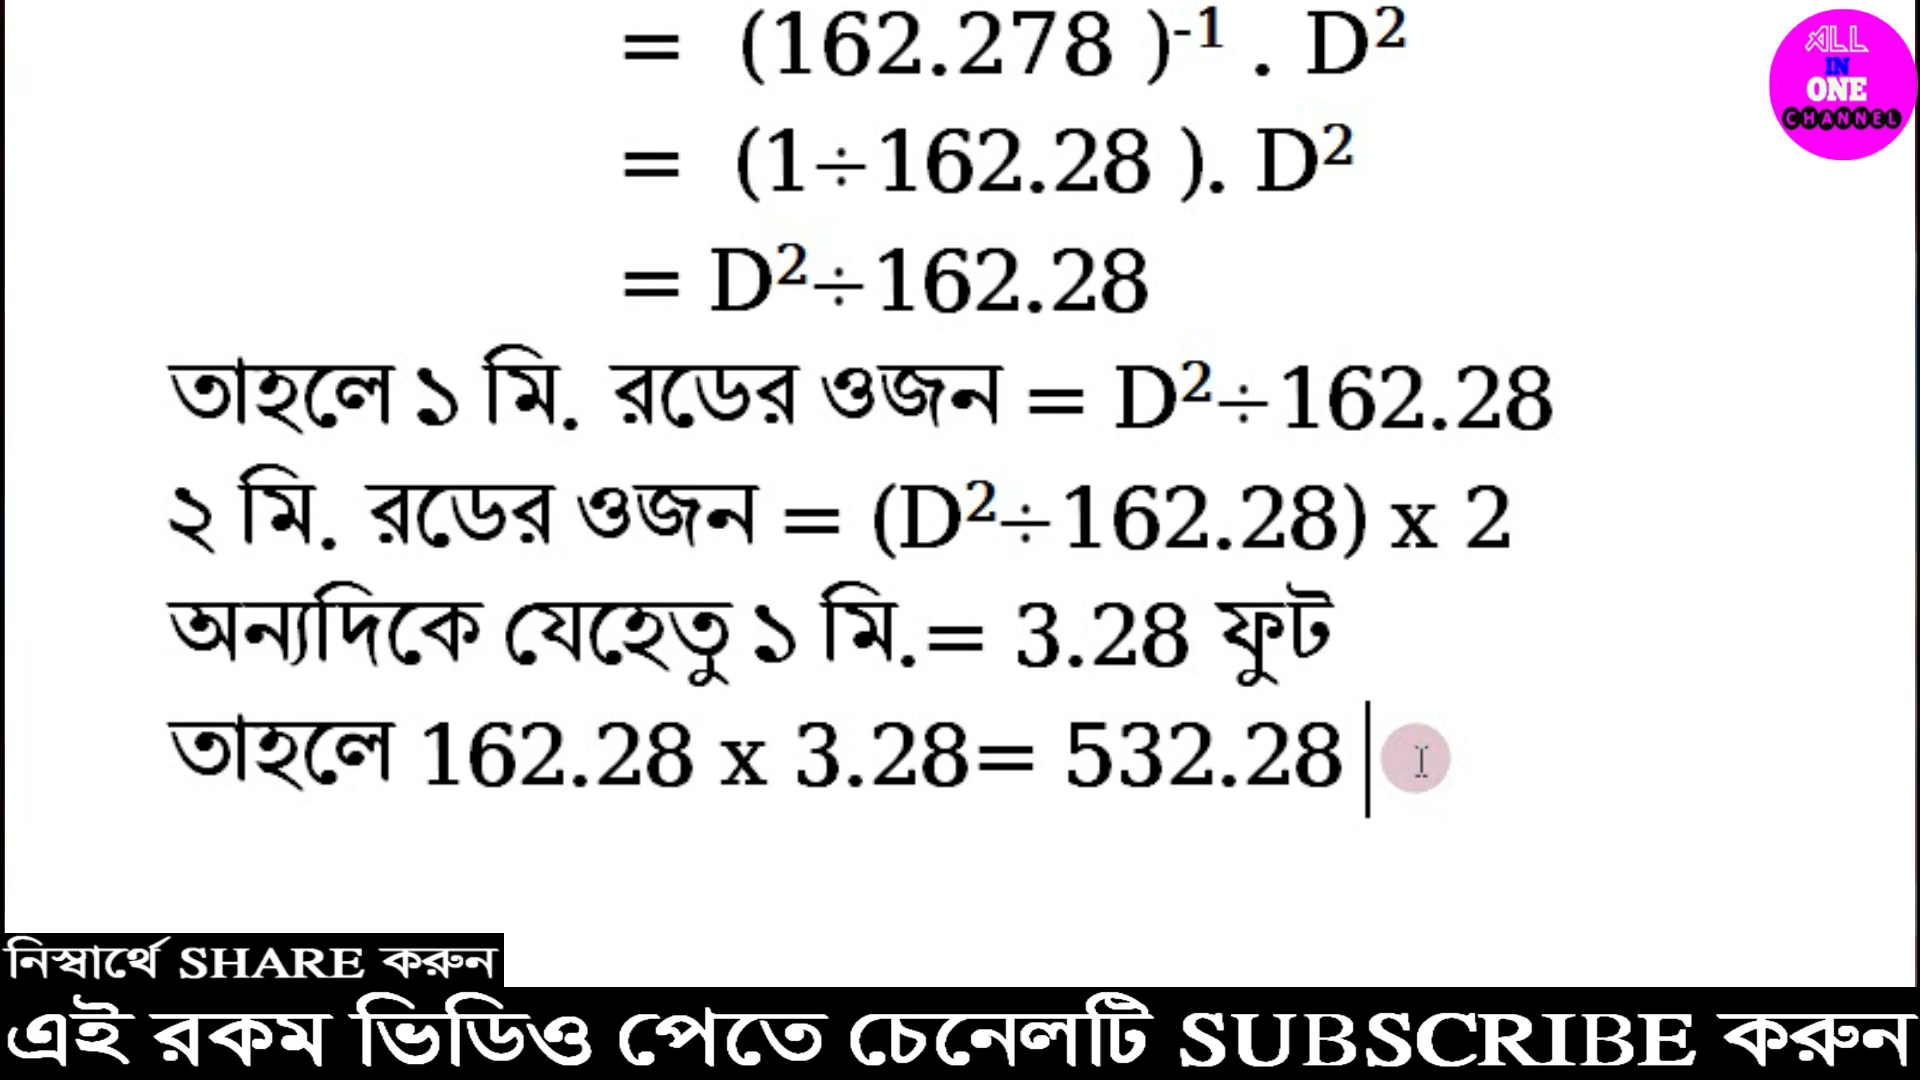 = (162.278 )⁻¹ . D²
ALL
IN
ONE
CHANNEL
= (1÷162.28 ). D²
= D²÷162.28
তাহলে ১ মি. রডের ওজন = D²÷162.28
২ মি. রডের ওজন = (D²÷162.28) x 2
অন্যদিকে যেহেতু ১ মি.= 3.28 ফুট
তাহলে 162.28 x 3.28= 532.28
নিস্বার্থে SHARE করুন
এই রকম ভিডিও পেতে চেনেলটি SUBSCRIBE করুন